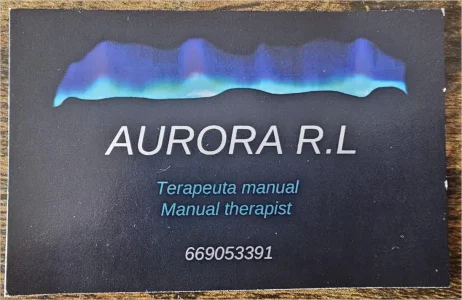 AURORA R.L
Terapeuta manual
Manual therapist
669053391